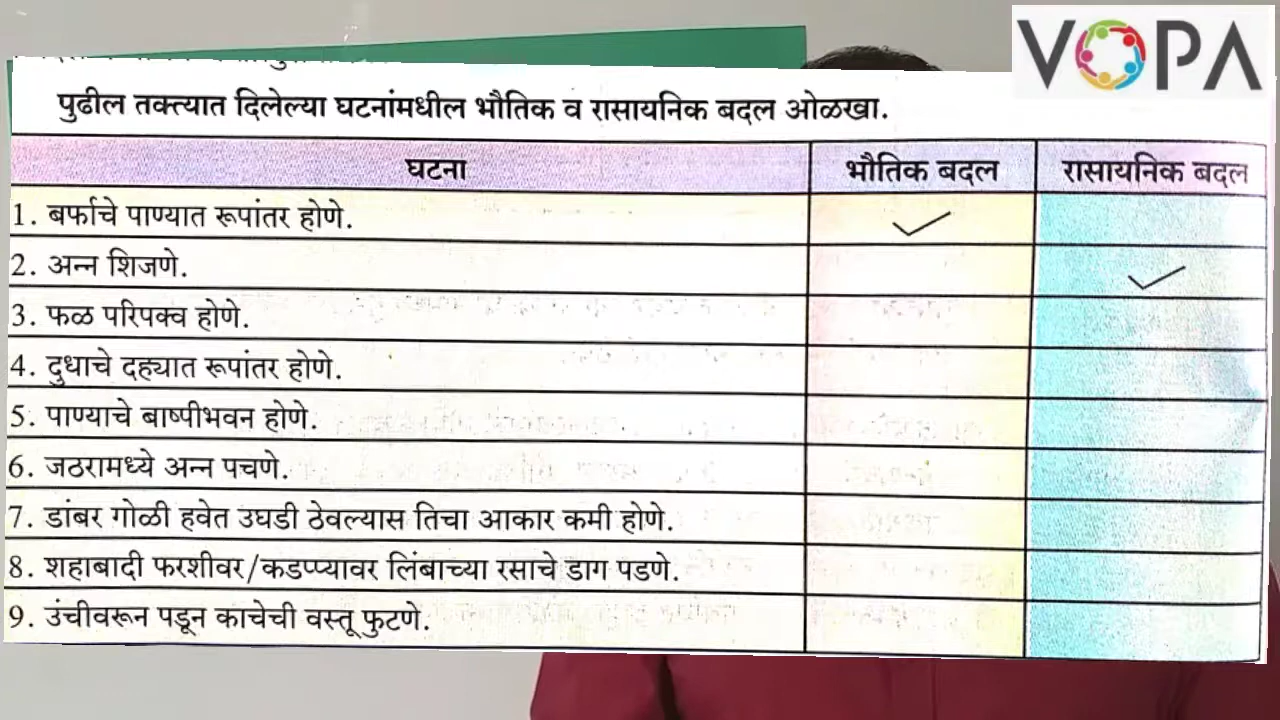 VOPA
पुढील तक्त्यात दिलेल्या घटनांमधील भौतिक व रासायनिक बदल ओळखा.
घटना भौतिक बदल रासायनिक बदल
1. बर्फाचे पाण्यात रूपांतर होणे.
2. अन्न शिजणे.
3. फळ परिपक्व होणे.
4. दुधाचे दह्यात रूपांतर होणे.
5. पाण्याचे बाष्पीभवन होणे.
6. जठरामध्ये अन्न पचणे.
7. डांबर गोळी हवेत उघडी ठेवल्यास तिचा आकार कमी होणे.
8. शहाबादी फरशीवर/कडप्प्यावर लिंबाच्या रसाचे डाग पडणे.
9. उंचीवरून पडून काचेची वस्तू फुटणे.